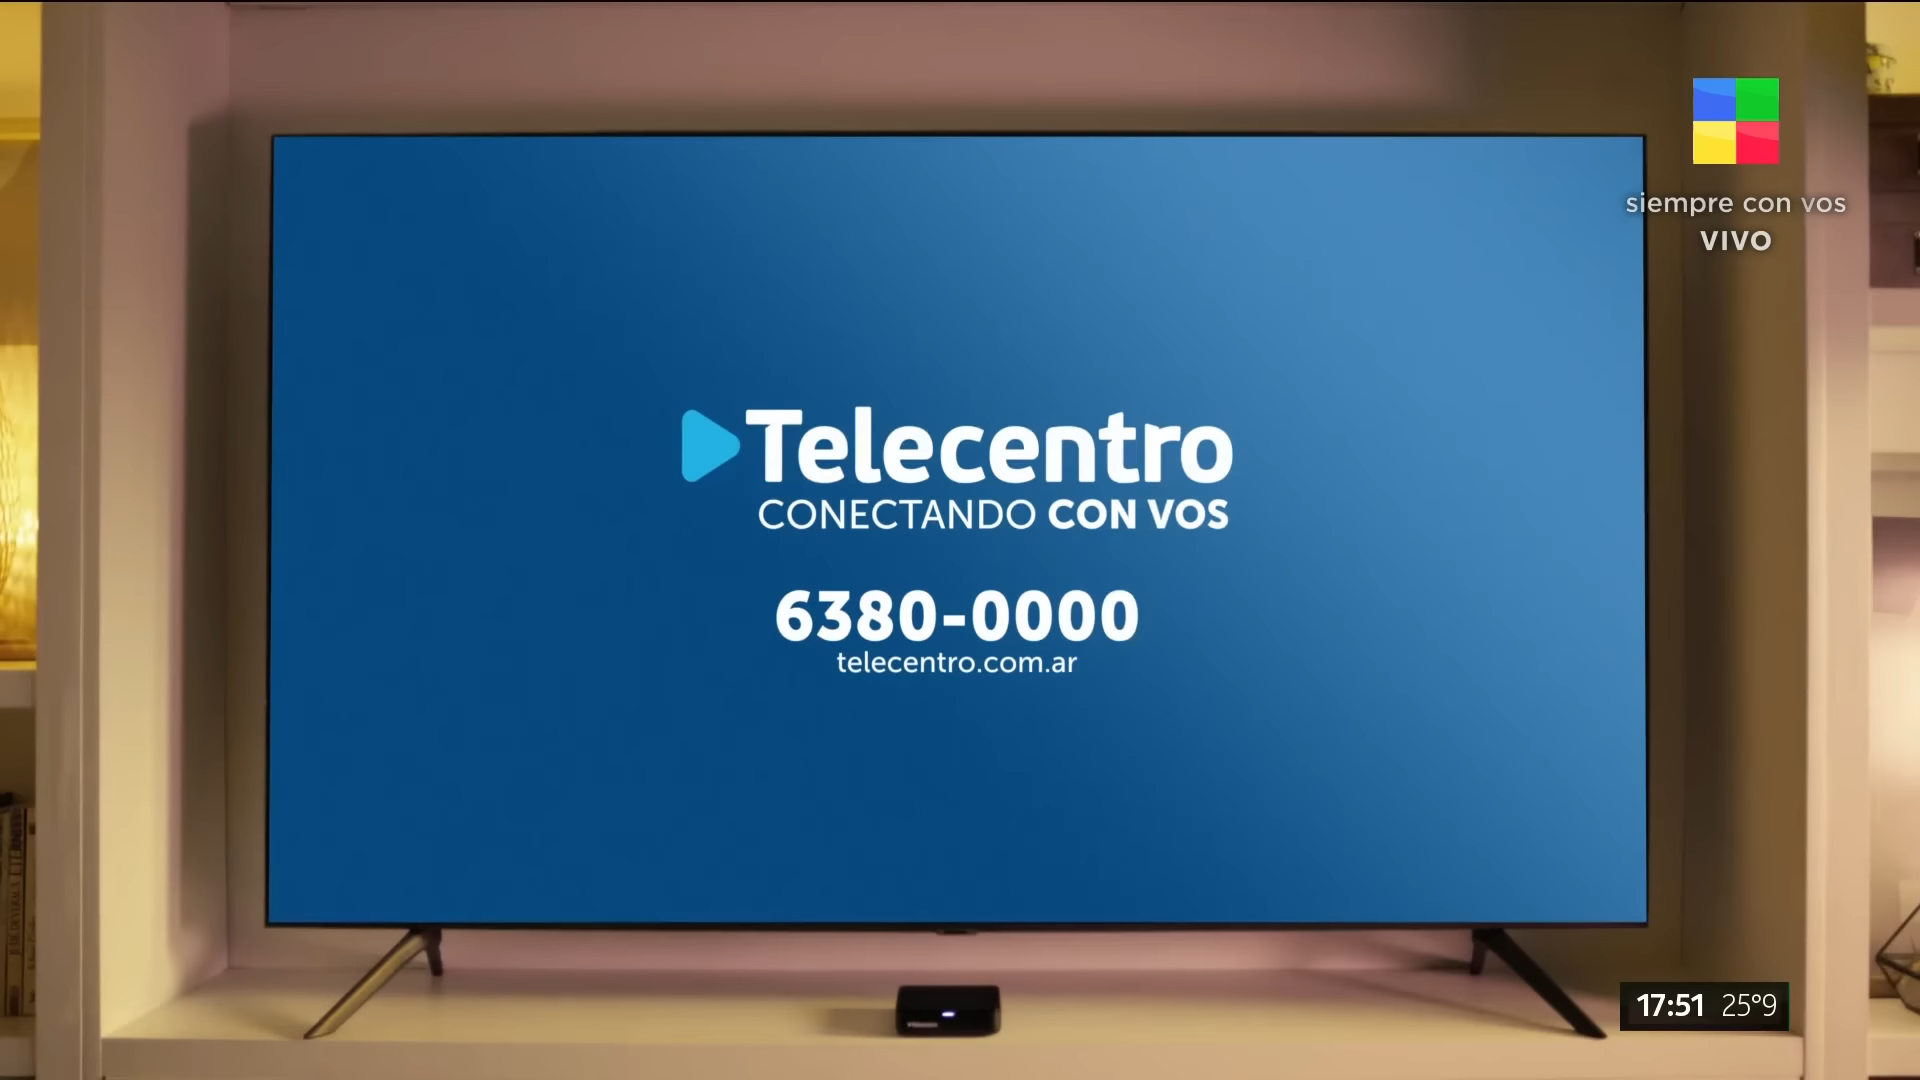 siempre con vos
VIVO
Telecentro
CONECTANDO CON VOS
6380-0000
telecentro.com.ar
17:51 25°9